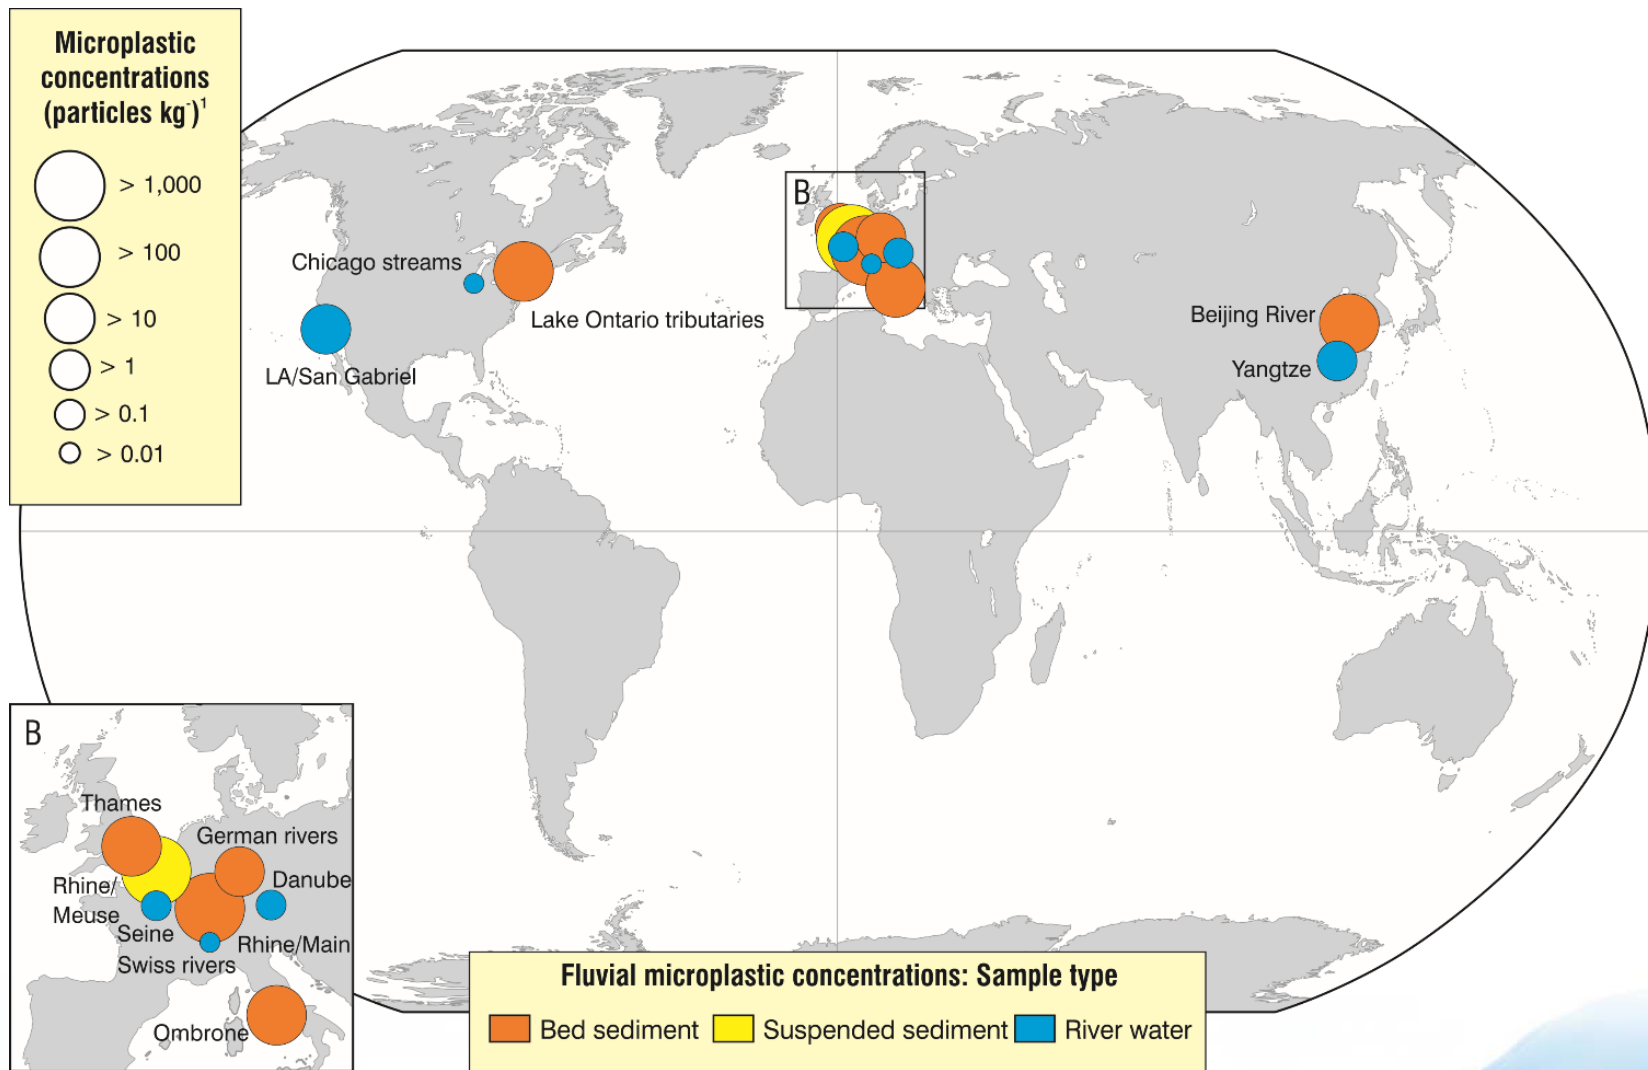 Microplastic
concentrations
(particles kg⁻)¹
> 1,000
> 100
> 10
> 1
> 0.1
> 0.01
B
Chicago streams
Lake Ontario tributaries
LA/San Gabriel
Beijing River
Yangtze
B
Thames
German rivers
Rhine/
Meuse
Danube
Seine
Rhine/Main
Swiss rivers
Ombrone
Fluvial microplastic concentrations: Sample type
Bed sediment
Suspended sediment
River water